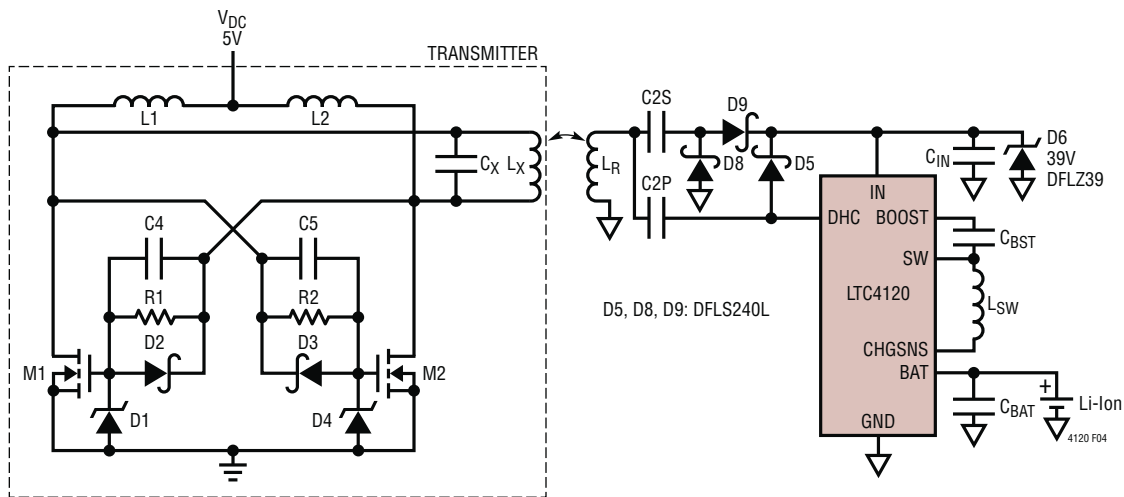 VDC
5V
TRANSMITTER
L1
L2
CX
LX
C4
C5
R1
R2
D2
D3
M1
M2
D1
D4
LR
C2S
C2P
D9
D8
D5
D5, D8, D9: DFLS240L
CIN
D6
39V
DFLZ39
IN
DHC
BOOST
SW
LTC4120
CHGSNS
BAT
GND
CBST
LSW
CBAT
+
Li-Ion
4120 F04